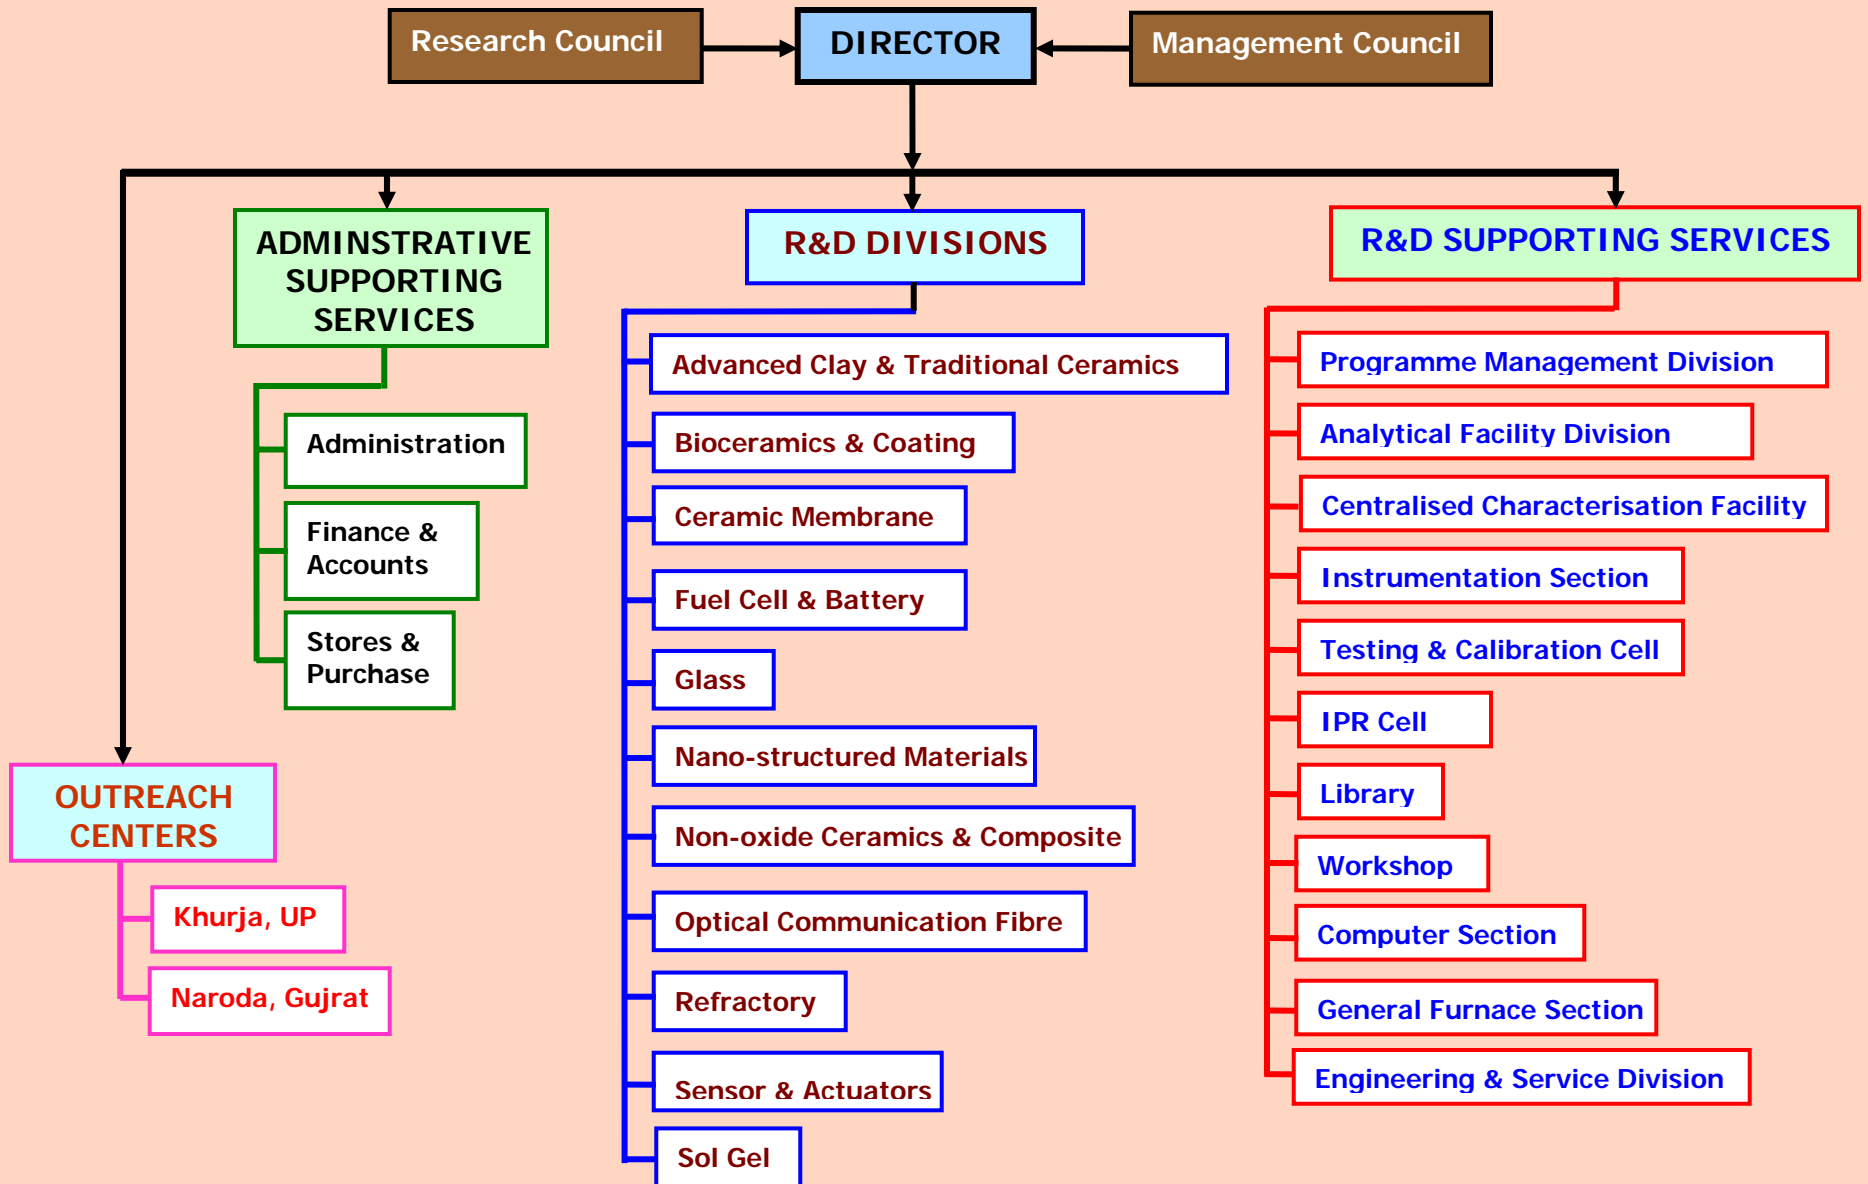 Research Council
DIRECTOR
Management Council
ADMINSTRATIVE
SUPPORTING
SERVICES
Administration
Finance &
Accounts
Stores &
Purchase
OUTREACH
CENTERS
Khurja, UP
Naroda, Gujrat
R&D DIVISIONS
Advanced Clay & Traditional Ceramics
Bioceramics & Coating
Ceramic Membrane
Fuel Cell & Battery
Glass
Nano-structured Materials
Non-oxide Ceramics & Composite
Optical Communication Fibre
Refractory
Sensor & Actuators
Sol Gel
R&D SUPPORTING SERVICES
Programme Management Division
Analytical Facility Division
Centralised Characterisation Facility
Instrumentation Section
Testing & Calibration Cell
IPR Cell
Library
Workshop
Computer Section
General Furnace Section
Engineering & Service Division